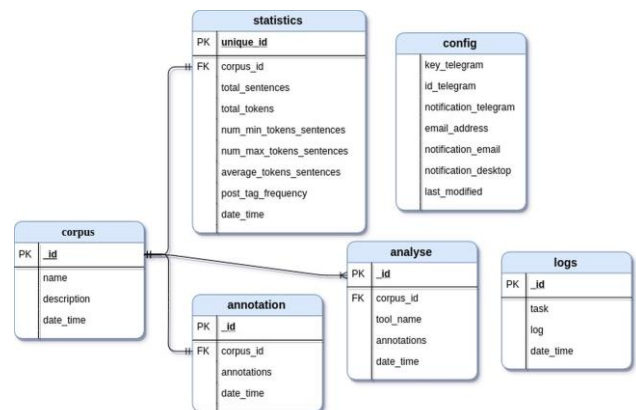 statistics
PK unique_id
FK corpus_id
total_sentences
total_tokens
num_min_tokens_sentences
num_max_tokens_sentences
average_tokens_sentences
post_tag_frequency
date_time
config
key_telegram
id_telegram
notification_telegram
email_address
notification_email
notification_desktop
last_modified
corpus
PK _id
name
description
date_time
annotation
PK _id
FK corpus_id
annotations
date_time
analyse
PK _id
FK corpus_id
tool_name
annotations
date_time
logs
PK _id
task
log
date_time